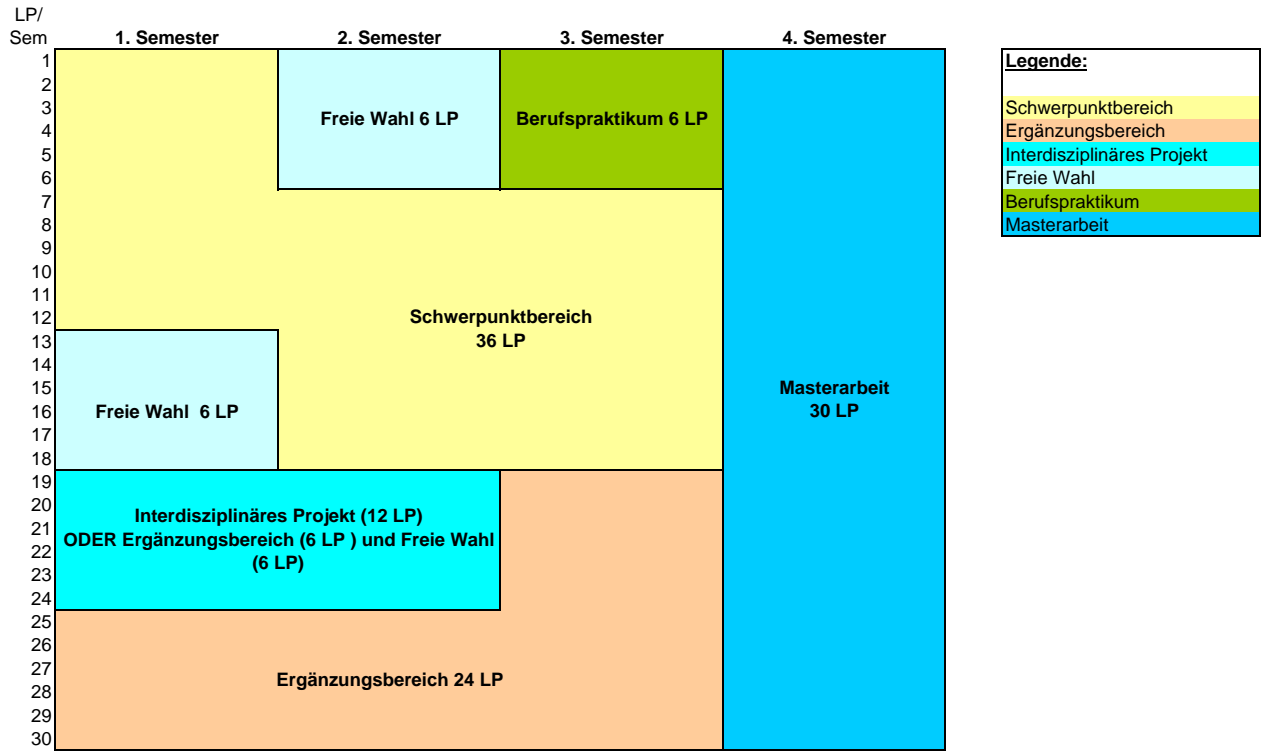 LP/
Sem 1. Semester 2. Semester 3. Semester 4. Semester
1
2
3
4
5
6
7
8
9
10
11
12
13
14
15
16
17
18
19
20
21
22
23
24
25
26
27
28
29
30
Freie Wahl 6 LP
Berufspraktikum 6 LP
Schwerpunktbereich
36 LP
Freie Wahl 6 LP
Masterarbeit
30 LP
Interdisziplinäres Projekt (12 LP)
ODER Ergänzungsbereich (6 LP ) und Freie Wahl
(6 LP)
Ergänzungsbereich 24 LP
Legende:
Schwerpunktbereich
Ergänzungsbereich
Interdisziplinäres Projekt
Freie Wahl
Berufspraktikum
Masterarbeit